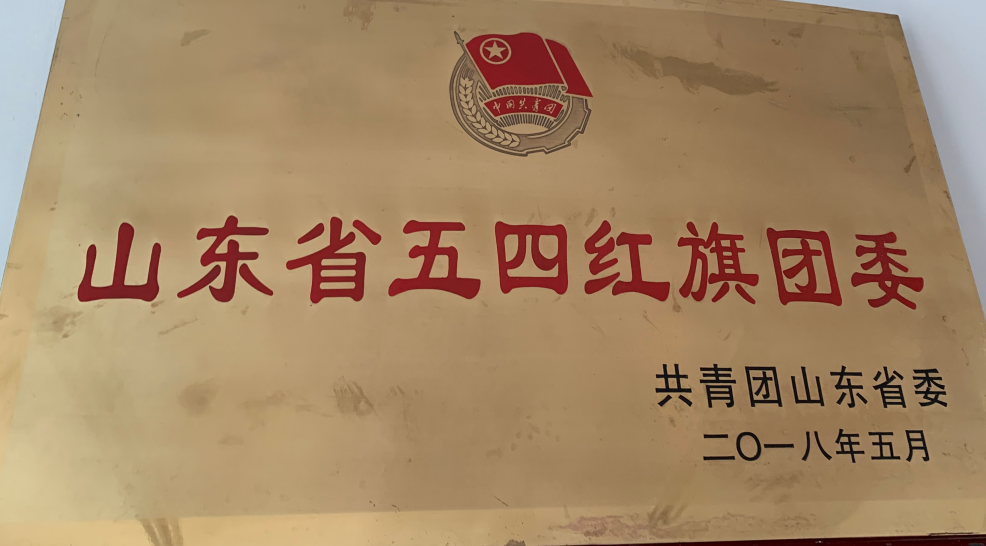 中国共青团
山东省五四红旗团委
共青团山东省委
二〇一八年五月